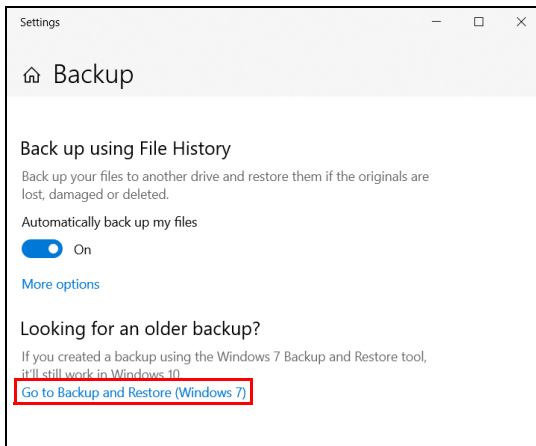 Settings
Backup
Back up using File History
Back up your files to another drive and restore them if the originals are
lost, damaged or deleted.
Automatically back up my files
On
More options
Looking for an older backup?
If you created a backup using the Windows 7 Backup and Restore tool,
it'll still work in Windows 10.
Go to Backup and Restore (Windows 7)